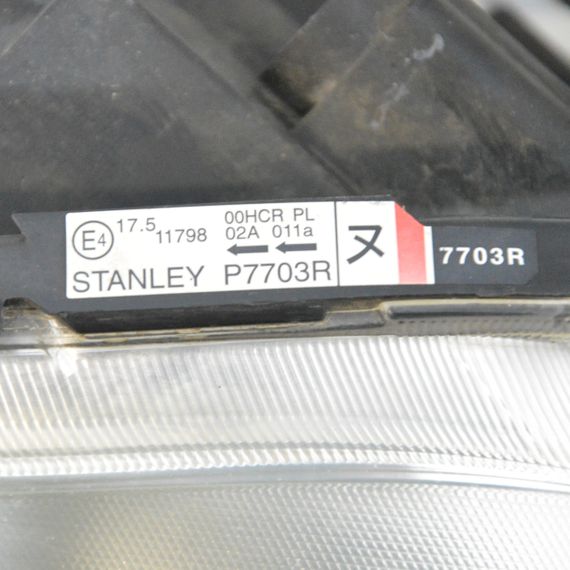 E4 17.5 11798 00HCR PL
02A ← 011a ←
STANLEY P7703R
ヌ
7703R